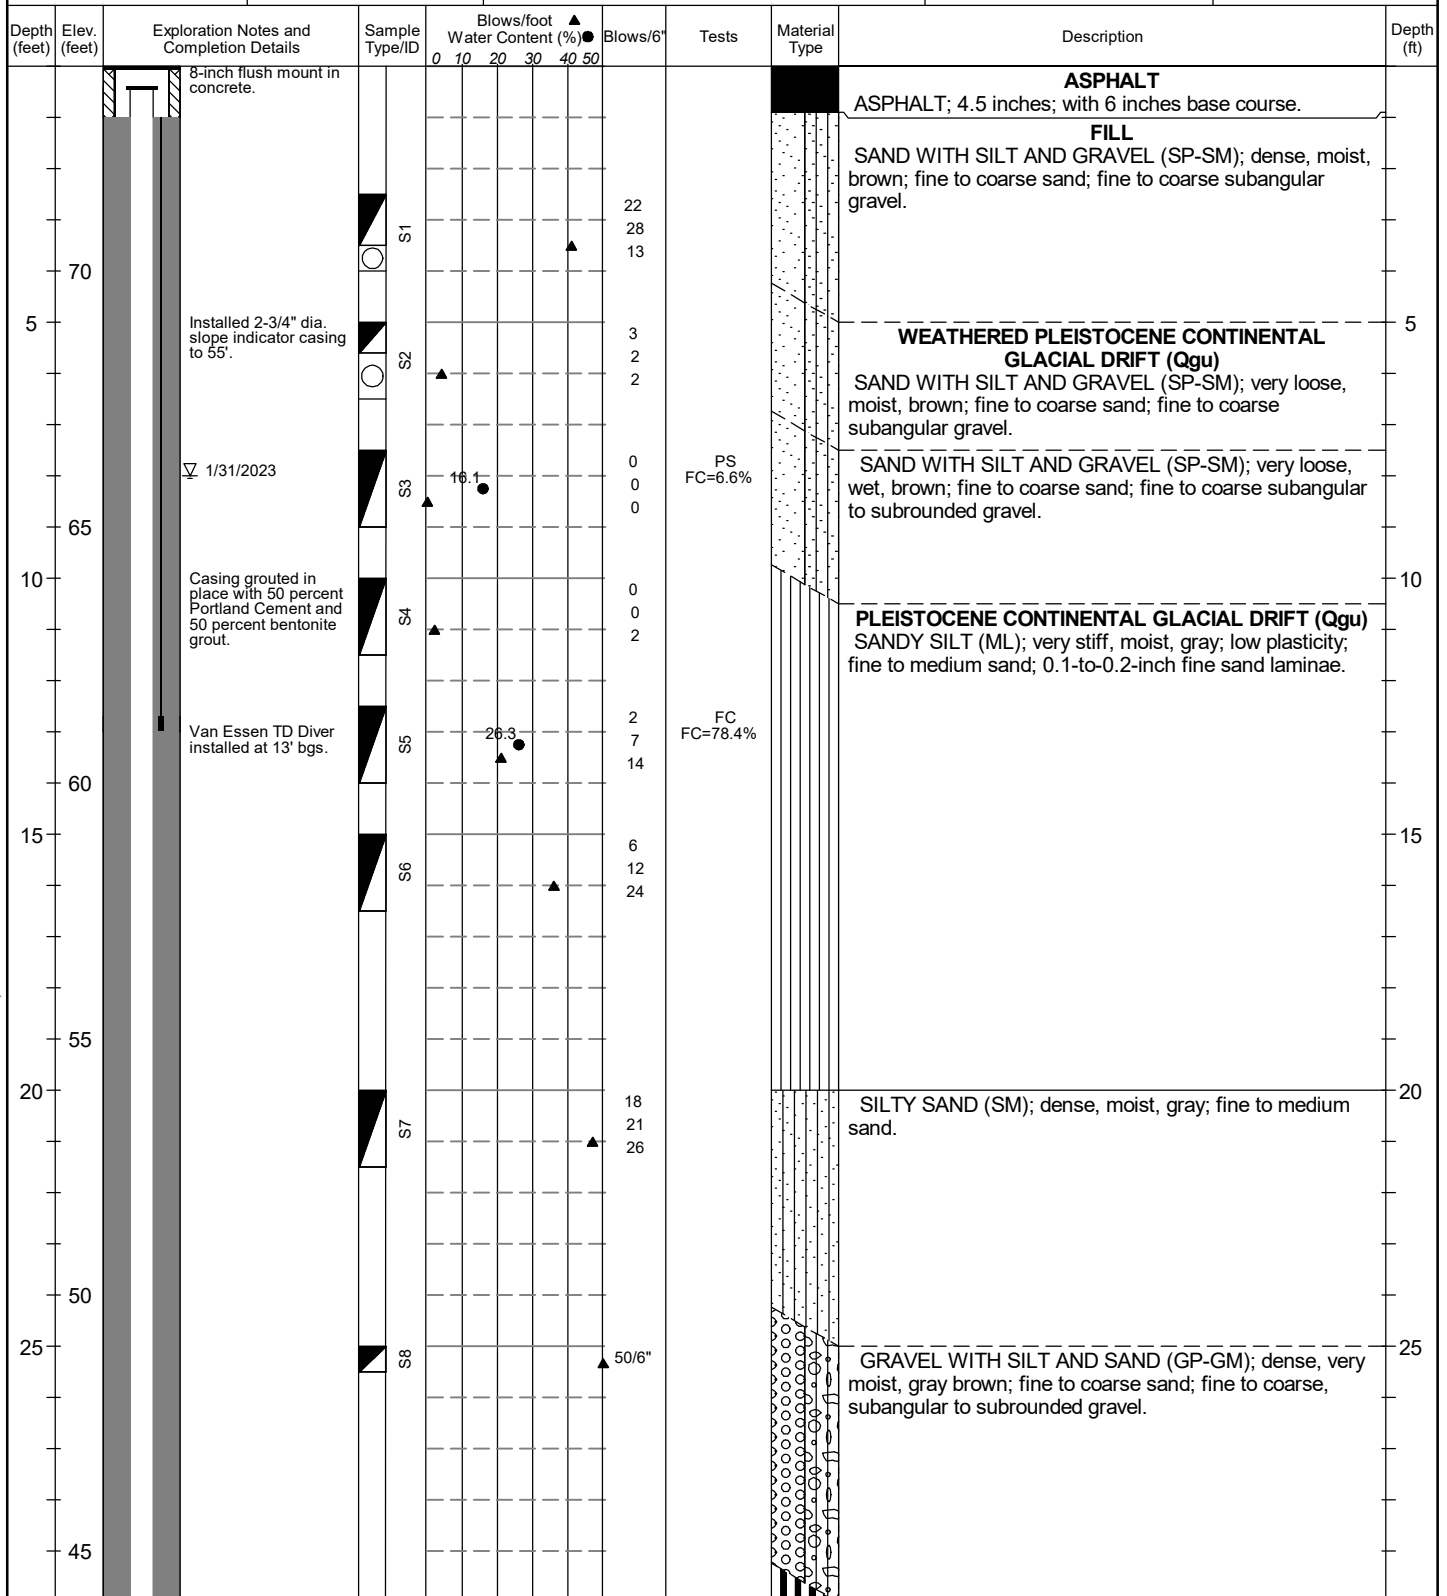 Depth
(feet)
Elev.
(feet)
Exploration Notes and
Completion Details
Sample
Type/ID
Blows/foot ▲
Water Content (%)●
0 10 20 30 40 50
Blows/6"
Tests
Material
Type
Description
Depth
(ft)
8-inch flush mount in
concrete.
ASPHALT
ASPHALT; 4.5 inches; with 6 inches base course.
FILL
SAND WITH SILT AND GRAVEL (SP-SM); dense, moist,
brown; fine to coarse sand; fine to coarse subangular
gravel.
S1
22
28
13
70
5
Installed 2-3/4" dia.
slope indicator casing
to 55'.
S2
3
2
2
5
WEATHERED PLEISTOCENE CONTINENTAL
GLACIAL DRIFT (Qgu)
SAND WITH SILT AND GRAVEL (SP-SM); very loose,
moist, brown; fine to coarse sand; fine to coarse
subangular gravel.
1/31/2023
S3
16.1
0
0
0
PS
FC=6.6%
SAND WITH SILT AND GRAVEL (SP-SM); very loose,
wet, brown; fine to coarse sand; fine to coarse subangular
to subrounded gravel.
65
10
Casing grouted in
place with 50 percent
Portland Cement and
50 percent bentonite
grout.
S4
0
0
2
10
PLEISTOCENE CONTINENTAL GLACIAL DRIFT (Qgu)
SANDY SILT (ML); very stiff, moist, gray; low plasticity;
fine to medium sand; 0.1-to-0.2-inch fine sand laminae.
Van Essen TD Diver
installed at 13' bgs.
S5
26.3
2
7
14
FC
FC=78.4%
60
15
S6
6
12
24
15
55
20
S7
18
21
26
20
SILTY SAND (SM); dense, moist, gray; fine to medium
sand.
50
25
S8
50/6"
25
GRAVEL WITH SILT AND SAND (GP-GM); dense, very
moist, gray brown; fine to coarse sand; fine to coarse,
subangular to subrounded gravel.
45